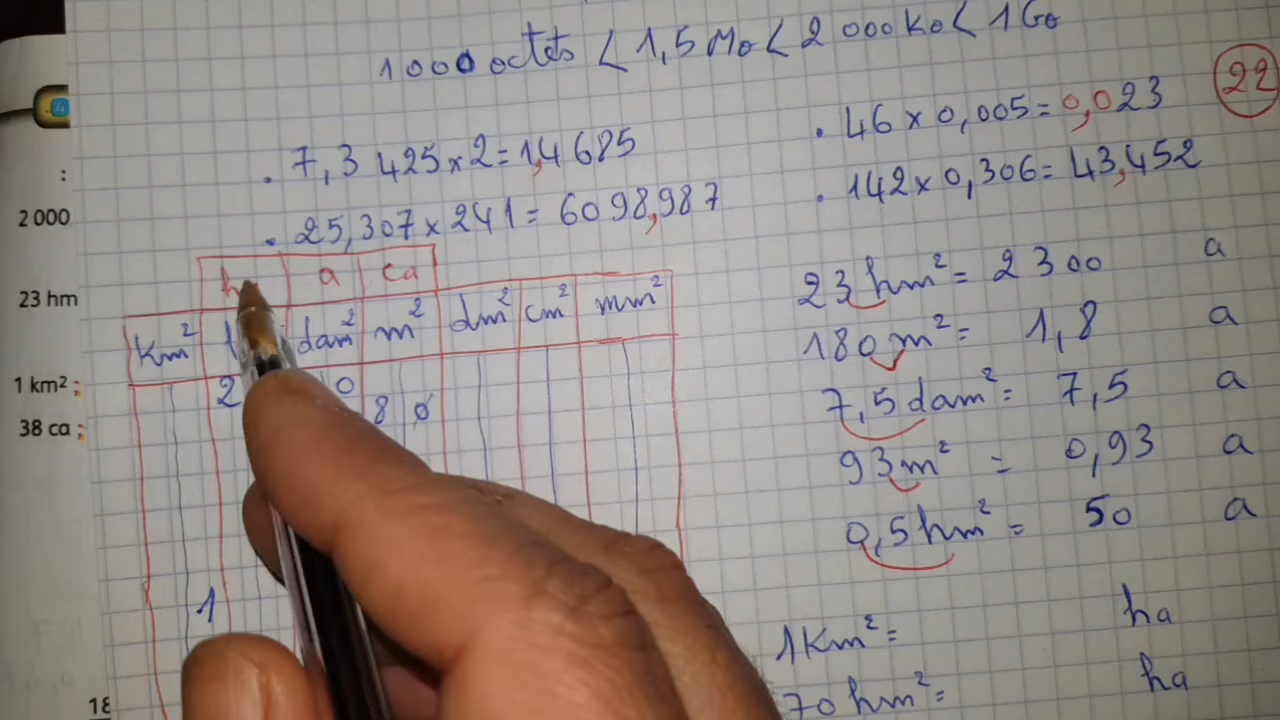 1000 octets < 1,5 Mo < 2 000 Ko < 1 Go
22
. 46 x 0,005 = 0,023
. 7,3 425 x 2 = 1,4 685
. 142 x 0,306 = 43,452
. 25,307 x 241 = 6098,987
:
2 000
23 hm
1 km² ;
38 ca ;
18
a ca
Km² dam² m² dm² cm² mm²
2 0
8 0
1
23 hm² = 2300 a
180 m² = 1,8 a
7,5 dam² = 7,5 a
93 m² = 0,93 a
0,5 hm² = 50 a
1 Km² = ha
70 hm² = ha